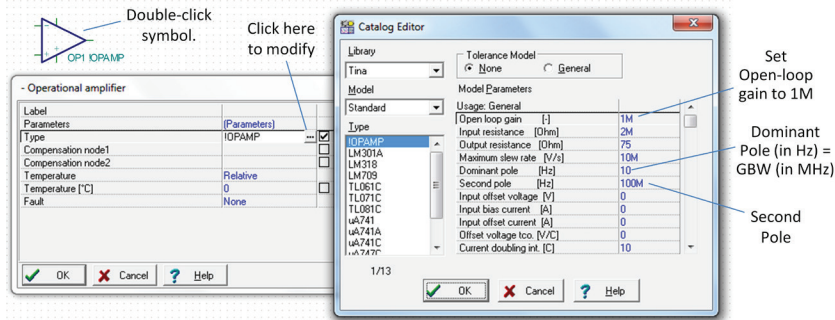 Double-click
symbol.
OP1 !OPAMP
Click here
to modify
- Operational amplifier
Label
Parameters (Parameters)
Type !OPAMP ...
Compensation node1
Compensation node2
Temperature Relative
Temperature [°C] 0
Fault None
OK Cancel ? Help
Catalog Editor
x
Library
Tina
Model
Standard
Type
!OPAMP
LM301A
LM318
LM709
TL061C
TL071C
TL081C
uA741
uA741A
uA741C
uA747C
1/13
Tolerance Model
None General
Model Parameters
Usage: General
Open loop gain [-] 1M
Input resistance [Ohm] 2M
Output resistance [Ohm] 75
Maximum slew rate [V/s] 10M
Dominant pole [Hz] 10
Second pole [Hz] 100M
Input offset voltage [V] 0
Input bias current [A] 0
Input offset current [A] 0
Offset voltage tco. [V/C] 0
Current doubling int. [C] 10
OK Cancel ? Help
Set
Open-loop
gain to 1M
Dominant
Pole (in Hz) =
GBW (in MHz)
Second
Pole